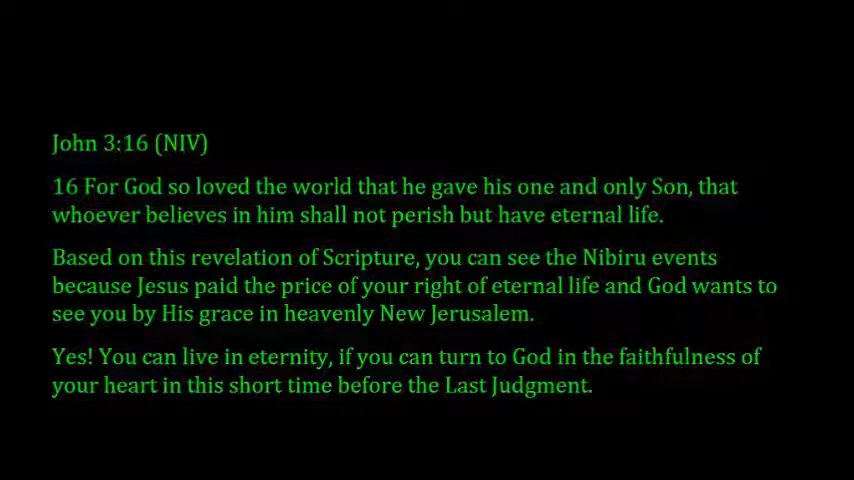 John 3:16 (NIV)
16 For God so loved the world that he gave his one and only Son, that
whoever believes in him shall not perish but have eternal life.
Based on this revelation of Scripture, you can see the Nibiru events
because Jesus paid the price of your right of eternal life and God wants to
see you by His grace in heavenly New Jerusalem.
Yes! You can live in eternity, if you can turn to God in the faithfulness of
your heart in this short time before the Last Judgment.